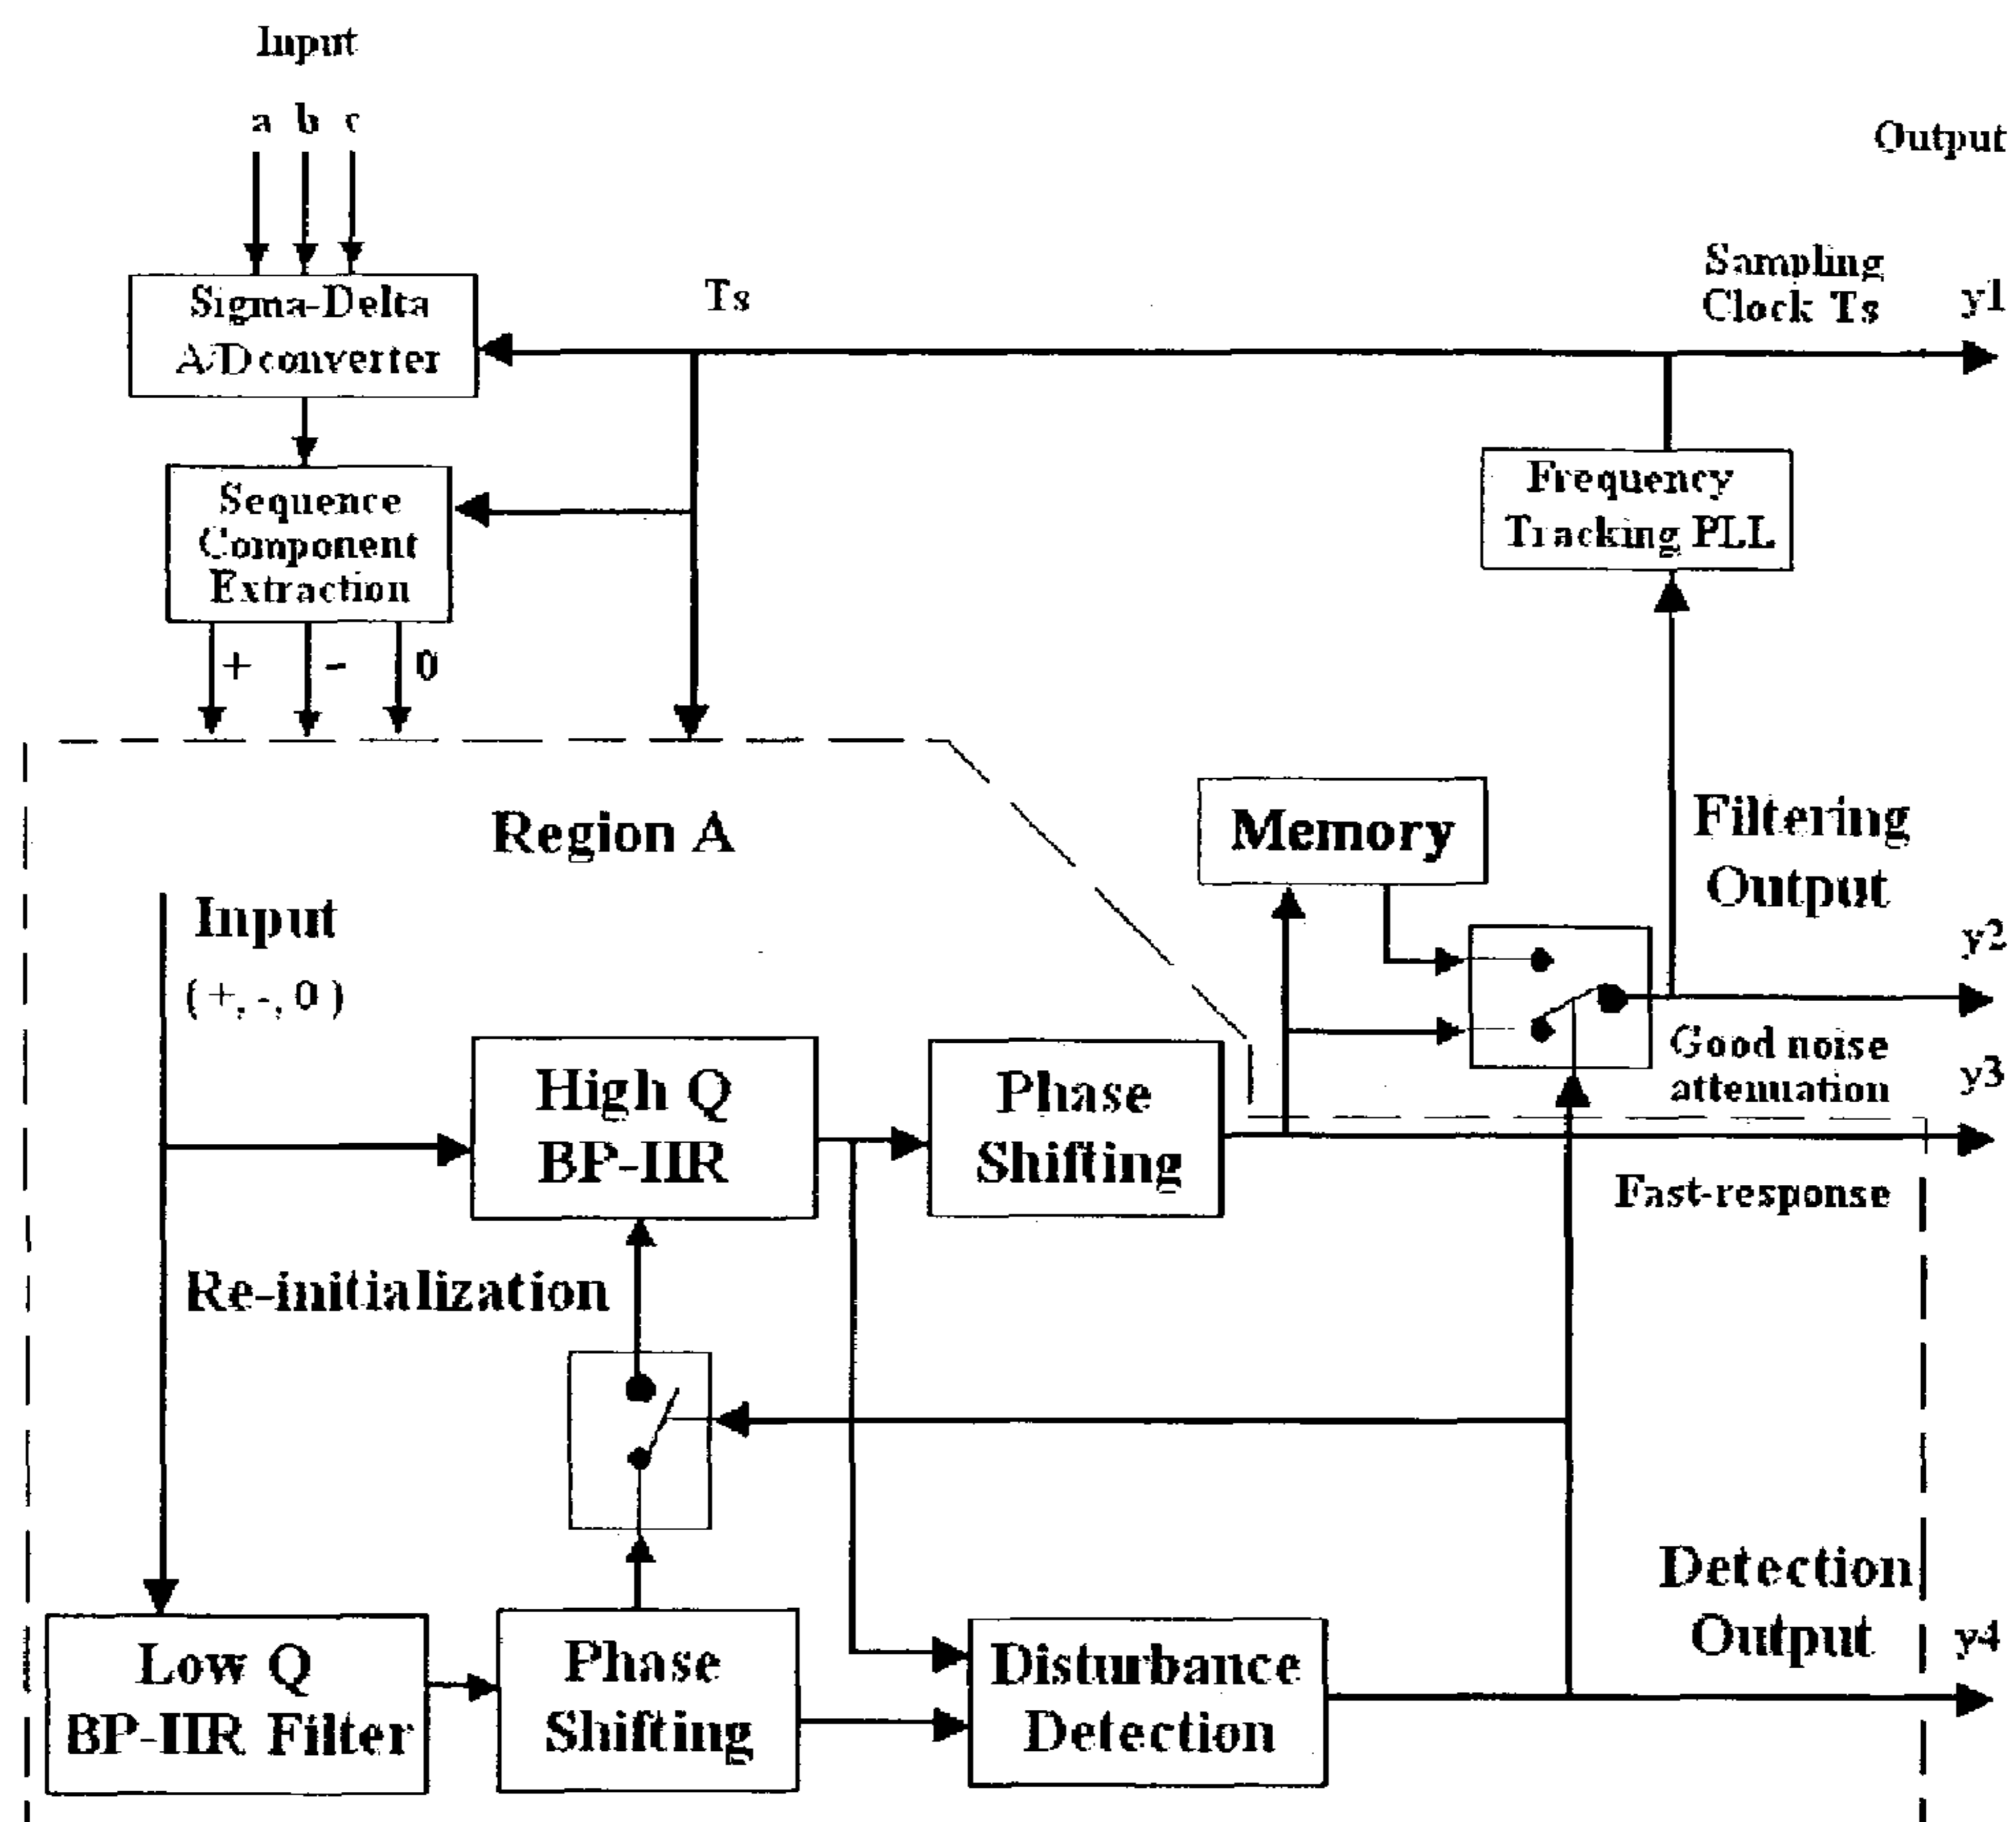 Input
a b c
Output
Sigma-Delta
A/D converter
Ts
Sampling
Clock Ts
y1
Sequence
Component
Extraction
Frequency
Tracking PLL
+ - 0
Region A
Memory
Filtering
Output
Input
(+, -, 0)
y2
High Q
BP-IIR
Phase
Shifting
Good noise
attenuation
y3
Fast-response
Re-initialization
Detection
Output
y4
Low Q
BP-IIR Filter
Phase
Shifting
Disturbance
Detection